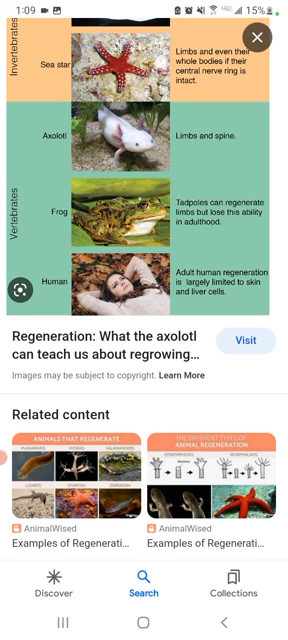 1:09
15%
Invertebrates
Sea star
Limbs and even their
whole bodies if their
central nerve ring is
intact.
Vertebrates
Axolotl
Limbs and spine.
Frog
Tadpoles can regenerate
limbs but lose this ability
in adulthood.
Human
Adult human regeneration
is largely limited to skin
and liver cells.
Regeneration: What the axolotl
can teach us about regrowing...
Visit
Images may be subject to copyright. Learn More
Related content
ANIMALS THAT REGENERATE
PLANARIANS HYDRAS SALAMANDERS
LIZARDS STARFISH ZEBRAFISH
THE DIFFERENT TYPES OF
ANIMAL REGENERATION
EPIMORPHOSIS MORPHALLAXIS
AnimalWised
Examples of Regenerati...
AnimalWised
Examples of Regenerati...
Discover
Search
Collections